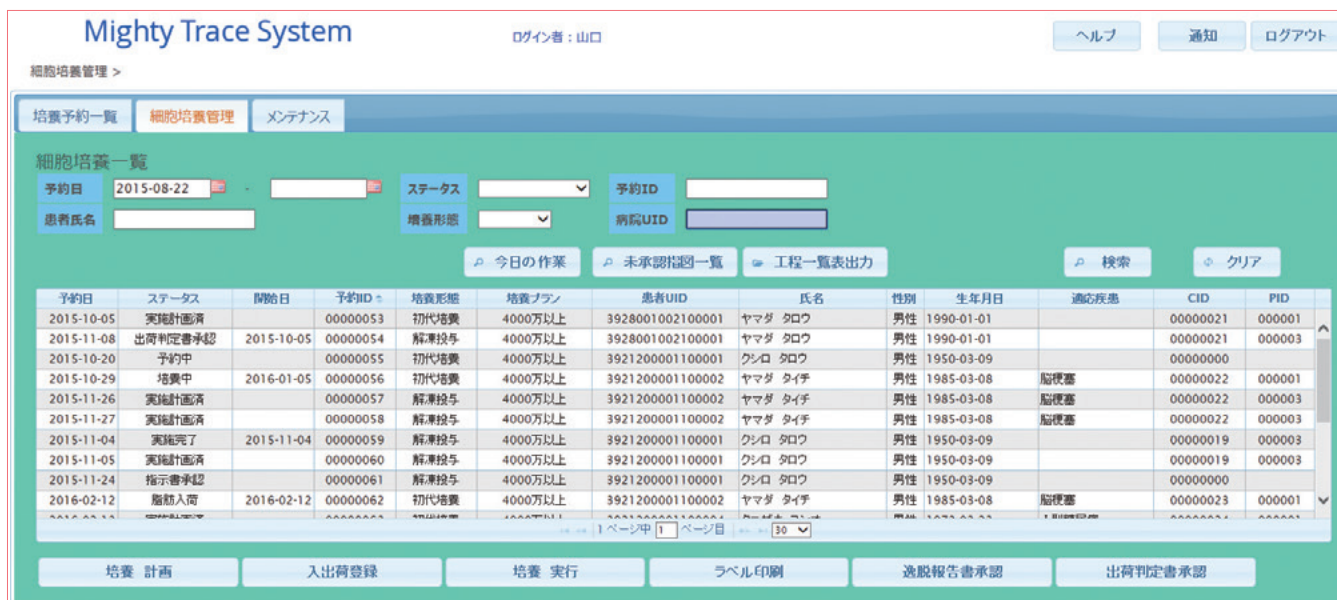 Mighty Trace System ログイン者：山口 ヘルプ 通知 ログアウト
細胞培養管理 >
培養予約一覧 細胞培養管理 メンテナンス
細胞培養一覧
予約日 2015-08-22 - ステータス 予約ID
患者氏名 培養形態 病院UID
今日の作業 未承認指図一覧 工程一覧表出力 検索 クリア
予約日 ステータス 開始日 予約ID 培養形態 培養プラン 患者UID 氏名 性別 生年月日 適応疾患 CID PID
2015-10-05 実施計画済 00000053 初代培養 4000万以上 3928001002100001 ヤマダ タロウ 男性 1990-01-01 00000021 000001
2015-11-08 出荷判定書承認 2015-10-05 00000054 解凍投与 4000万以上 3928001002100001 ヤマダ タロウ 男性 1990-01-01 00000021 000003
2015-10-20 予約中 00000055 初代培養 4000万以上 3921200001100001 クシロ タロウ 男性 1950-03-09 00000000
2015-10-29 培養中 2016-01-05 00000056 初代培養 4000万以上 3921200001100002 ヤマダ タイチ 男性 1985-03-08 脳梗塞 00000022 000001
2015-11-26 実施計画済 00000057 解凍投与 4000万以上 3921200001100002 ヤマダ タイチ 男性 1985-03-08 脳梗塞 00000022 000003
2015-11-27 実施計画済 00000058 解凍投与 4000万以上 3921200001100002 ヤマダ タイチ 男性 1985-03-08 脳梗塞 00000022 000003
2015-11-04 実施完了 2015-11-04 00000059 解凍投与 4000万以上 3921200001100001 クシロ タロウ 男性 1950-03-09 00000019 000003
2015-11-05 実施計画済 00000060 解凍投与 4000万以上 3921200001100001 クシロ タロウ 男性 1950-03-09 00000019 000003
2015-11-24 指示書承認 00000061 解凍投与 4000万以上 3921200001100001 クシロ タロウ 男性 1950-03-09 00000000
2016-02-12 脂肪入荷 2016-02-12 00000062 初代培養 4000万以上 3921200001100002 ヤマダ タイチ 男性 1985-03-08 脳梗塞 00000023 000001
1 ページ中 1 ページ目 30
培養 計画 入出荷登録 培養 実行 ラベル印刷 逸脱報告書承認 出荷判定書承認